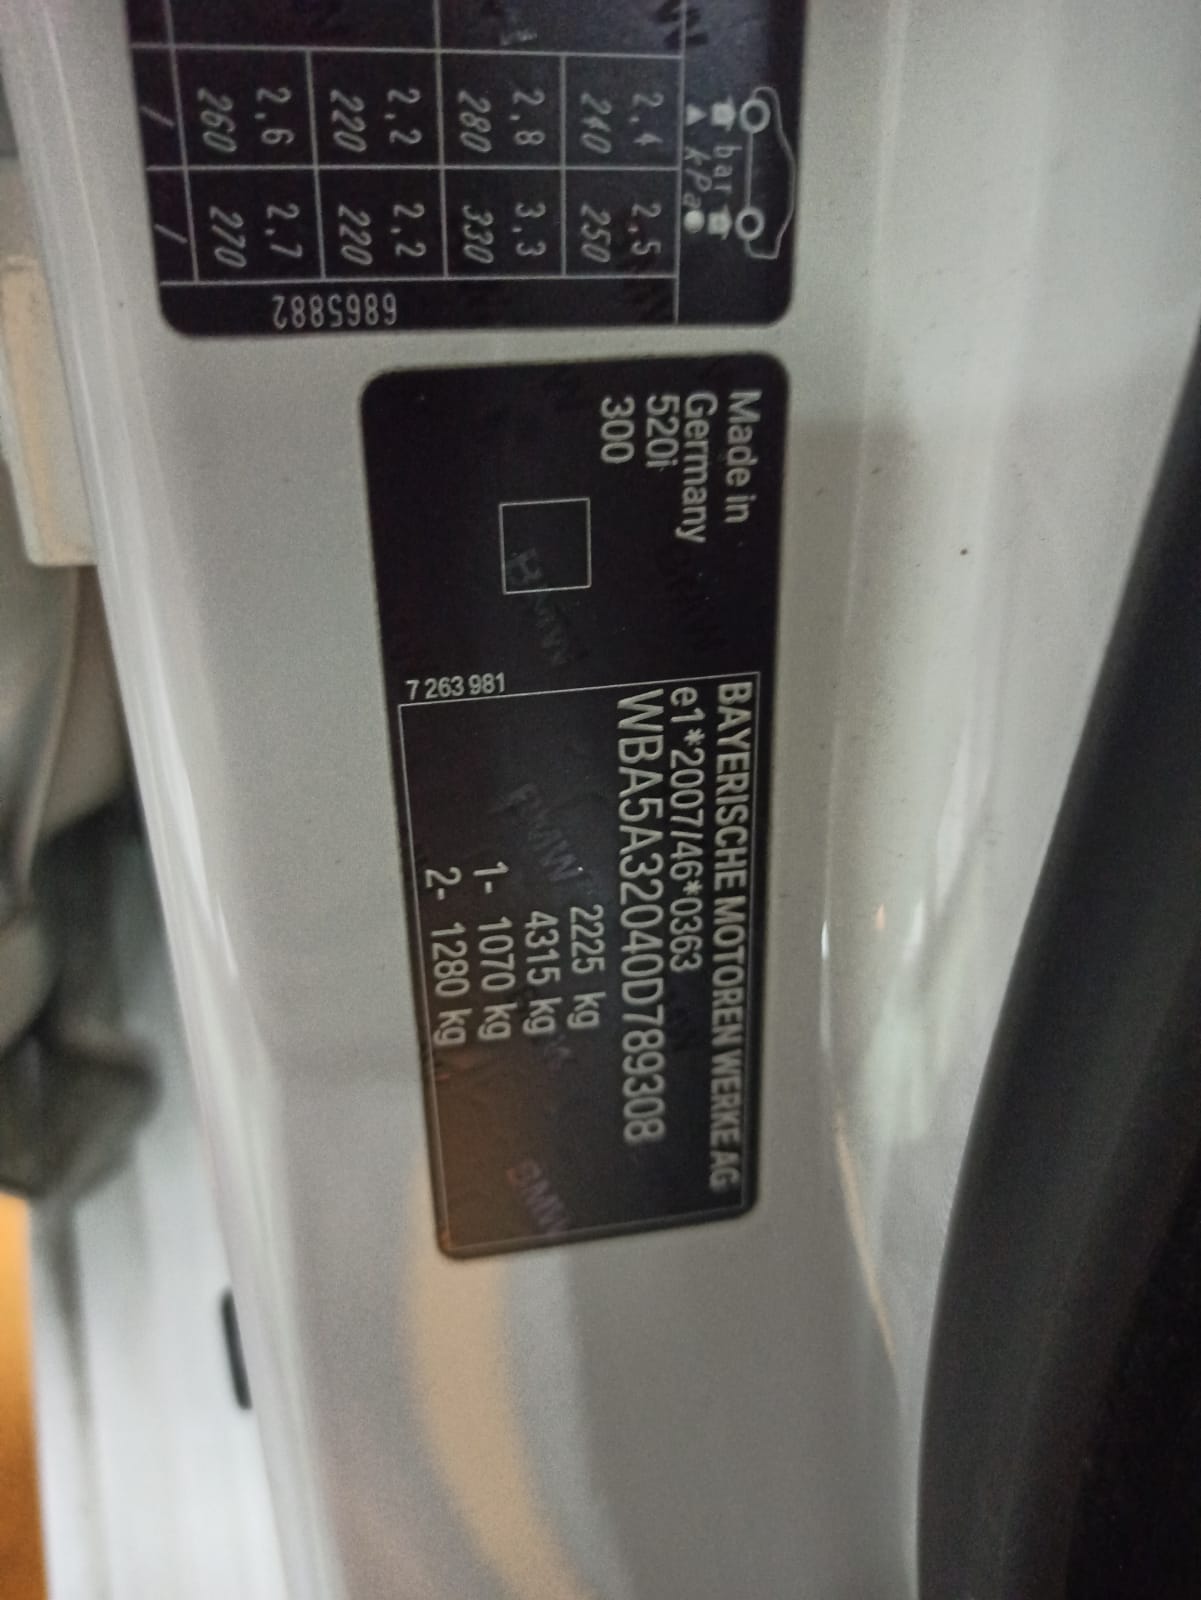 bar
kPa
2,4 2,5
240 250
2,8 3,3
280 330
2,2 2,2
220 220
2,6 2,7
260 270
/ /
6865882
Made in
Germany
520i
300
BAYERISCHE MOTOREN WERKE AG
e1*2007/46*0363
WBA5A32040D789308
2225 kg
4315 kg
1- 1070 kg
2- 1280 kg
7 263 981